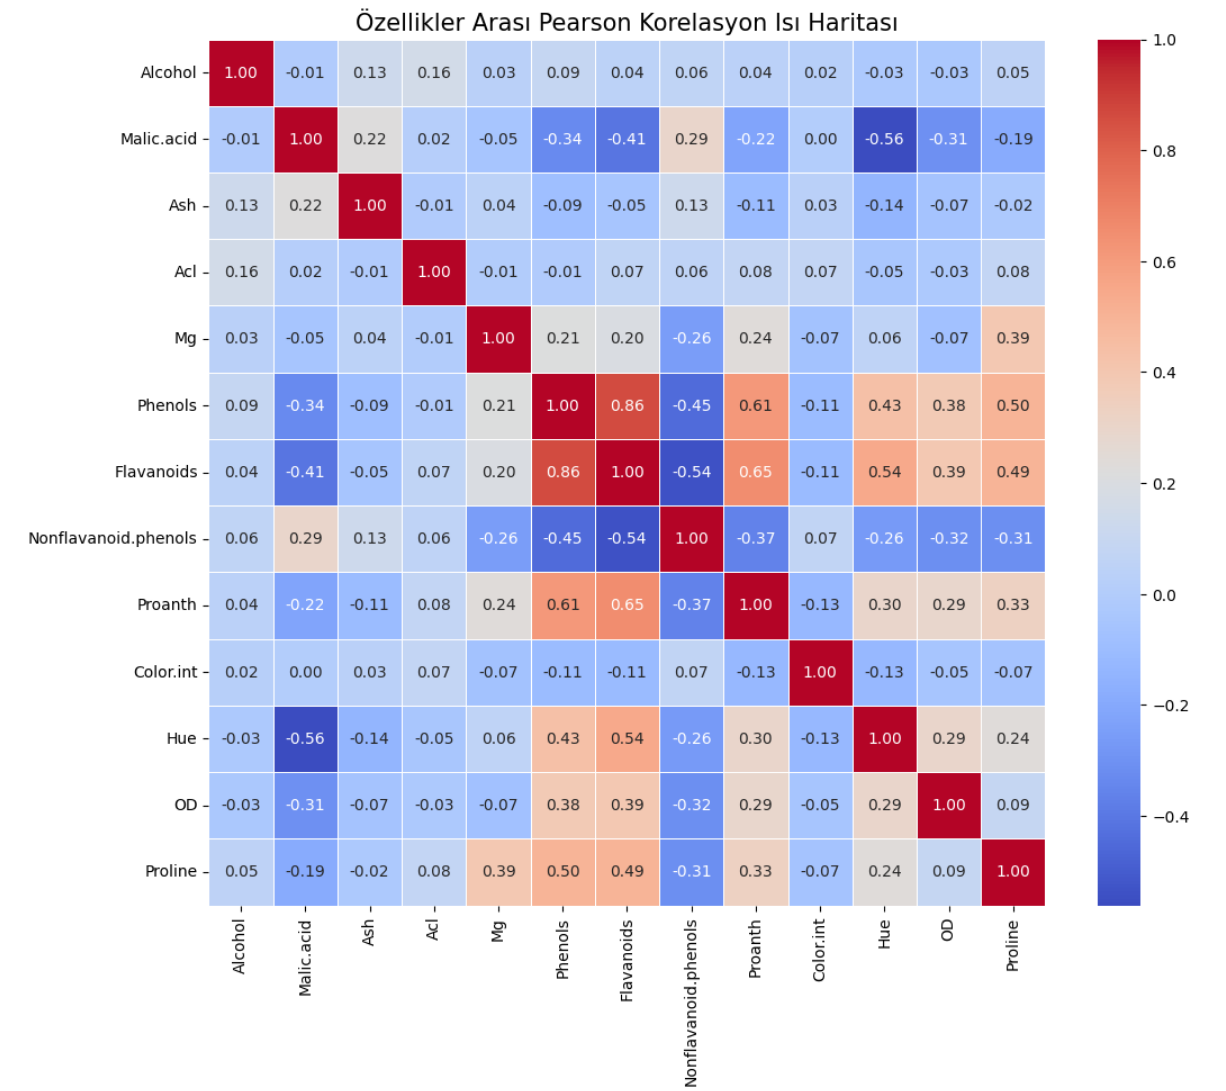 Özellikler Arası Pearson Korelasyon Isı Haritası
Alcohol 1.00 -0.01 0.13 0.16 0.03 0.09 0.04 0.06 0.04 0.02 -0.03 -0.03 0.05
Malic.acid -0.01 1.00 0.22 0.02 -0.05 -0.34 -0.41 0.29 -0.22 0.00 -0.56 -0.31 -0.19
Ash 0.13 0.22 1.00 -0.01 0.04 -0.09 -0.05 0.13 -0.11 0.03 -0.14 -0.07 -0.02
Acl 0.16 0.02 -0.01 1.00 -0.01 -0.01 0.07 0.06 0.08 0.07 -0.05 -0.03 0.08
Mg 0.03 -0.05 0.04 -0.01 1.00 0.21 0.20 -0.26 0.24 -0.07 0.06 -0.07 0.39
Phenols 0.09 -0.34 -0.09 -0.01 0.21 1.00 0.86 -0.45 0.61 -0.11 0.43 0.38 0.50
Flavanoids 0.04 -0.41 -0.05 0.07 0.20 0.86 1.00 -0.54 0.65 -0.11 0.54 0.39 0.49
Nonflavanoid.phenols 0.06 0.29 0.13 0.06 -0.26 -0.45 -0.54 1.00 -0.37 0.07 -0.26 -0.32 -0.31
Proanth 0.04 -0.22 -0.11 0.08 0.24 0.61 0.65 -0.37 1.00 -0.13 0.30 0.29 0.33
Color.int 0.02 0.00 0.03 0.07 -0.07 -0.11 -0.11 0.07 -0.13 1.00 -0.13 -0.05 -0.07
Hue -0.03 -0.56 -0.14 -0.05 0.06 0.43 0.54 -0.26 0.30 -0.13 1.00 0.29 0.24
OD -0.03 -0.31 -0.07 -0.03 -0.07 0.38 0.39 -0.32 0.29 -0.05 0.29 1.00 0.09
Proline 0.05 -0.19 -0.02 0.08 0.39 0.50 0.49 -0.31 0.33 -0.07 0.24 0.09 1.00
Alcohol Malic.acid Ash Acl Mg Phenols Flavanoids Nonflavanoid.phenols Proanth Color.int Hue OD Proline
1.0
0.8
0.6
0.4
0.2
0.0
−0.2
−0.4